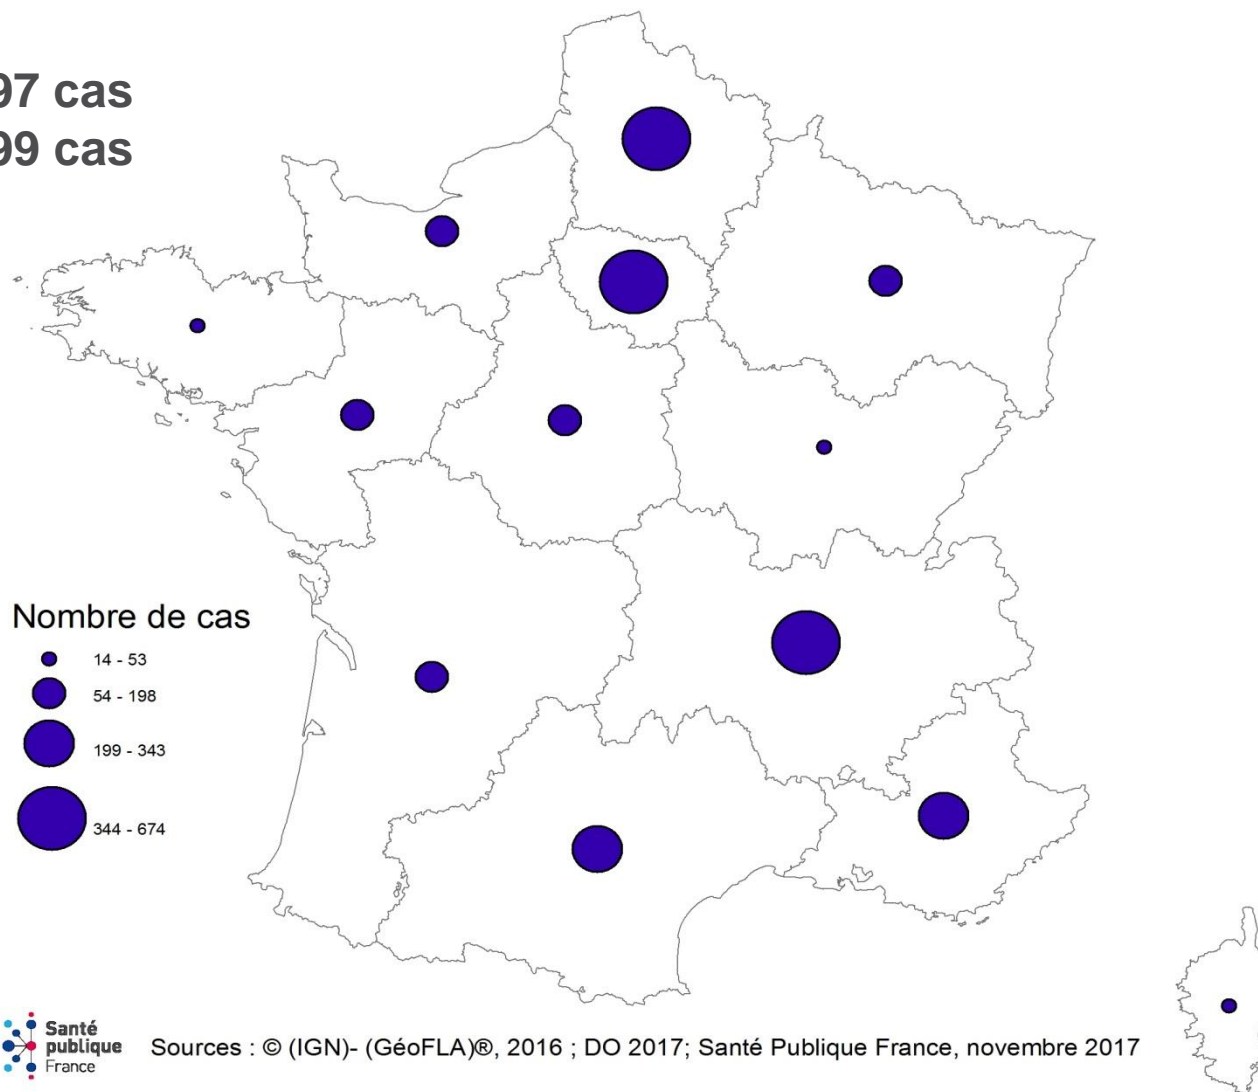 97 cas
99 cas
Nombre de cas
14 - 53
54 - 198
199 - 343
344 - 674
Santé
publique
France
Sources : © (IGN)- (GéoFLA)®, 2016 ; DO 2017; Santé Publique France, novembre 2017